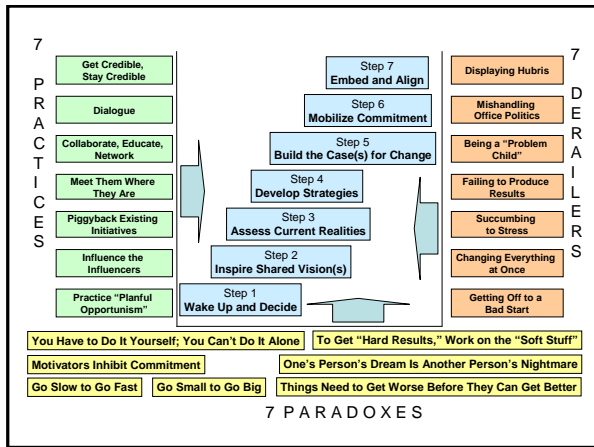 7 PRACTICES
Get Credible,
Stay Credible
Dialogue
Collaborate, Educate,
Network
Meet Them Where
They Are
Piggyback Existing
Initiatives
Influence the
Influencers
Practice “Planful
Opportunism”
Step 7
Embed and Align
Step 6
Mobilize Commitment
Step 5
Build the Case(s) for Change
Step 4
Develop Strategies
Step 3
Assess Current Realities
Step 2
Inspire Shared Vision(s)
Step 1
Wake Up and Decide
7 DERAILERS
Displaying Hubris
Mishandling
Office Politics
Being a “Problem
Child”
Failing to Produce
Results
Succumbing
to Stress
Changing Everything
at Once
Getting Off to a
Bad Start
You Have to Do It Yourself; You Can’t Do It Alone
To Get “Hard Results,” Work on the “Soft Stuff”
Motivators Inhibit Commitment
One’s Person’s Dream Is Another Person’s Nightmare
Go Slow to Go Fast
Go Small to Go Big
Things Need to Get Worse Before They Can Get Better
7 PARADOXES